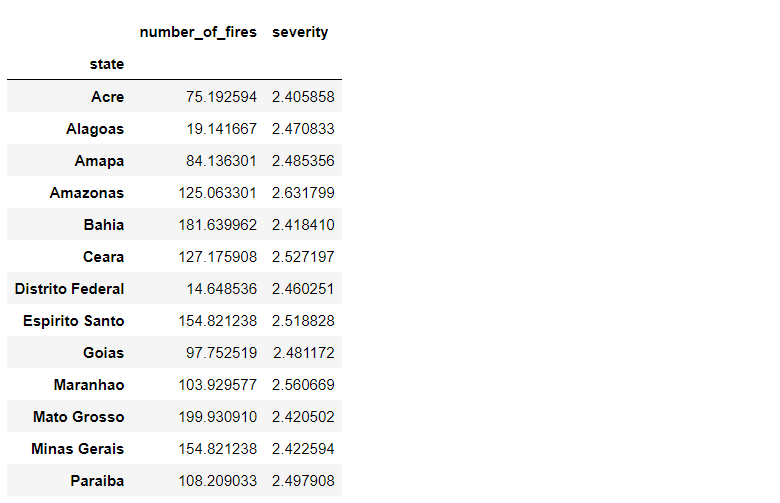 number_of_fires severity
state
Acre 75.192594 2.405858
Alagoas 19.141667 2.470833
Amapa 84.136301 2.485356
Amazonas 125.063301 2.631799
Bahia 181.639962 2.418410
Ceara 127.175908 2.527197
Distrito Federal 14.648536 2.460251
Espirito Santo 154.821238 2.518828
Goias 97.752519 2.481172
Maranhao 103.929577 2.560669
Mato Grosso 199.930910 2.420502
Minas Gerais 154.821238 2.422594
Paraiba 108.209033 2.497908